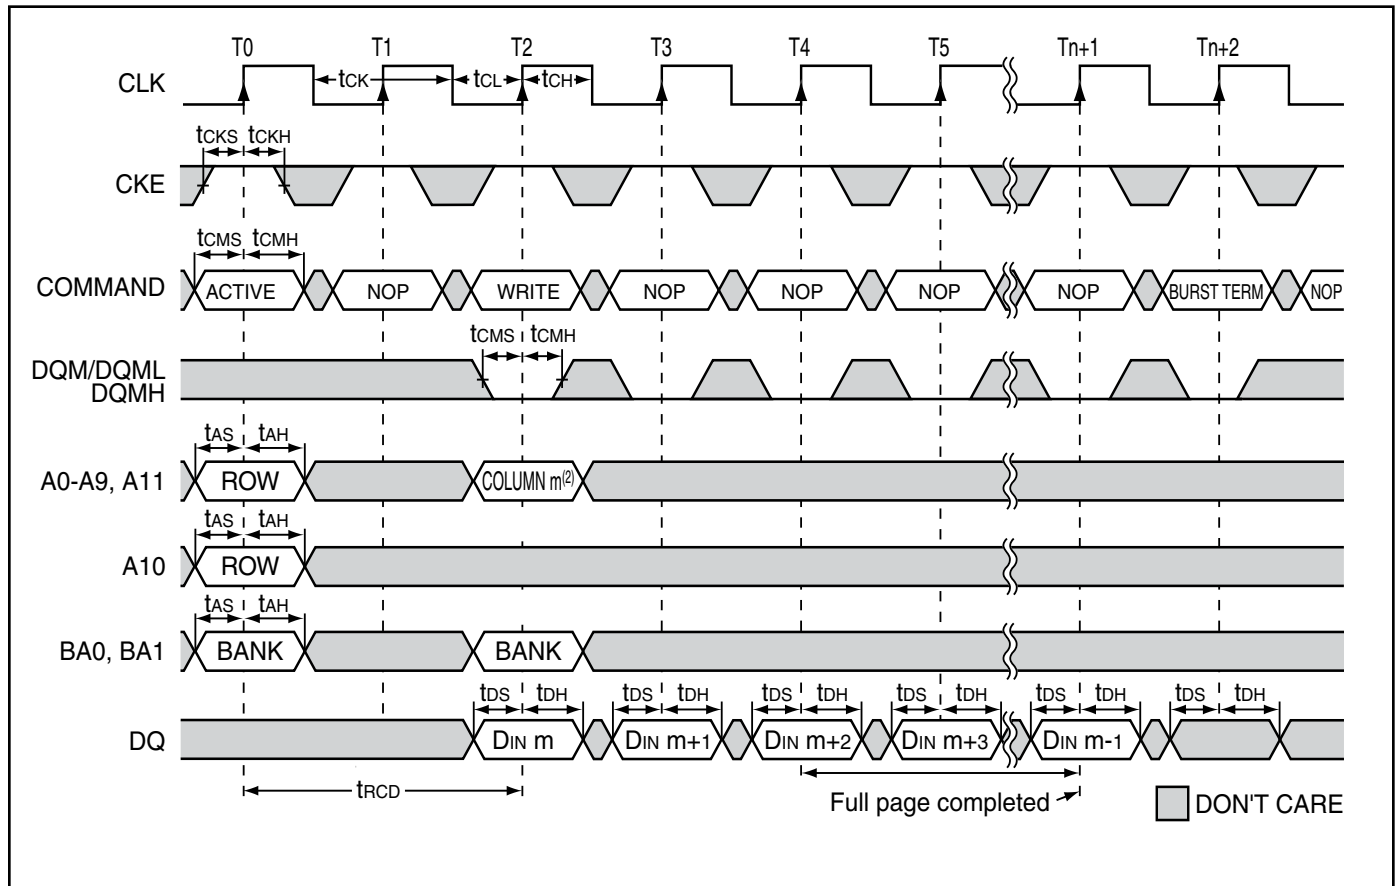 T0 T1 T2 T3 T4 T5 Tn+1 Tn+2
CLK tCK tCL tCH
tCKS tCKH
CKE
tCMS tCMH
COMMAND ACTIVE NOP WRITE NOP NOP NOP NOP BURST TERM NOP
tCMS tCMH
DQM/DQML
DQMH
tAS tAH
A0-A9, A11 ROW COLUMN m(2)
tAS tAH
A10 ROW
tAS tAH
BA0, BA1 BANK BANK
tDS tDH tDS tDH tDS tDH tDS tDH tDS tDH tDS tDH
DQ DIN m DIN m+1 DIN m+2 DIN m+3 DIN m-1
tRCD
Full page completed
DON'T CARE